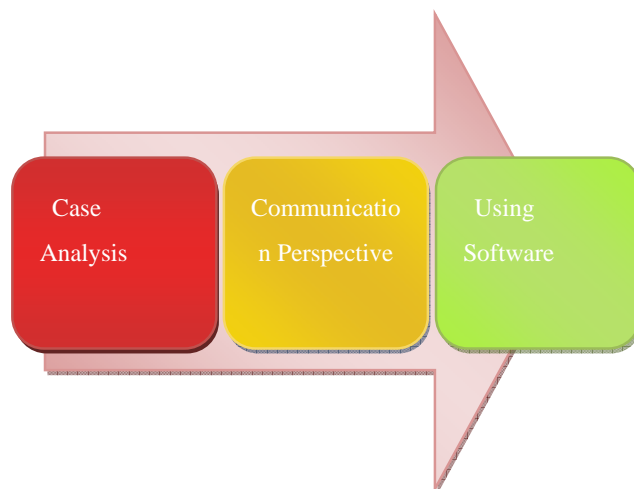 Case
Analysis
Communicatio
n Perspective
Using
Software